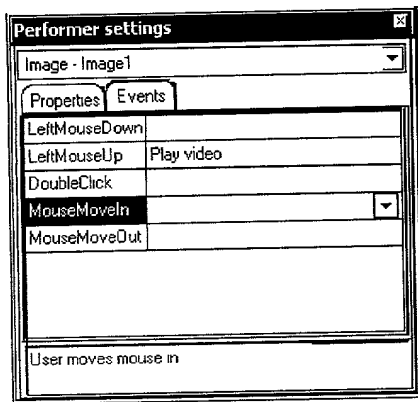 Performer settings
Image - Image1
Properties Events
LeftMouseDown
LeftMouseUp Play video
DoubleClick
MouseMoveIn
MouseMoveOut
User moves mouse in